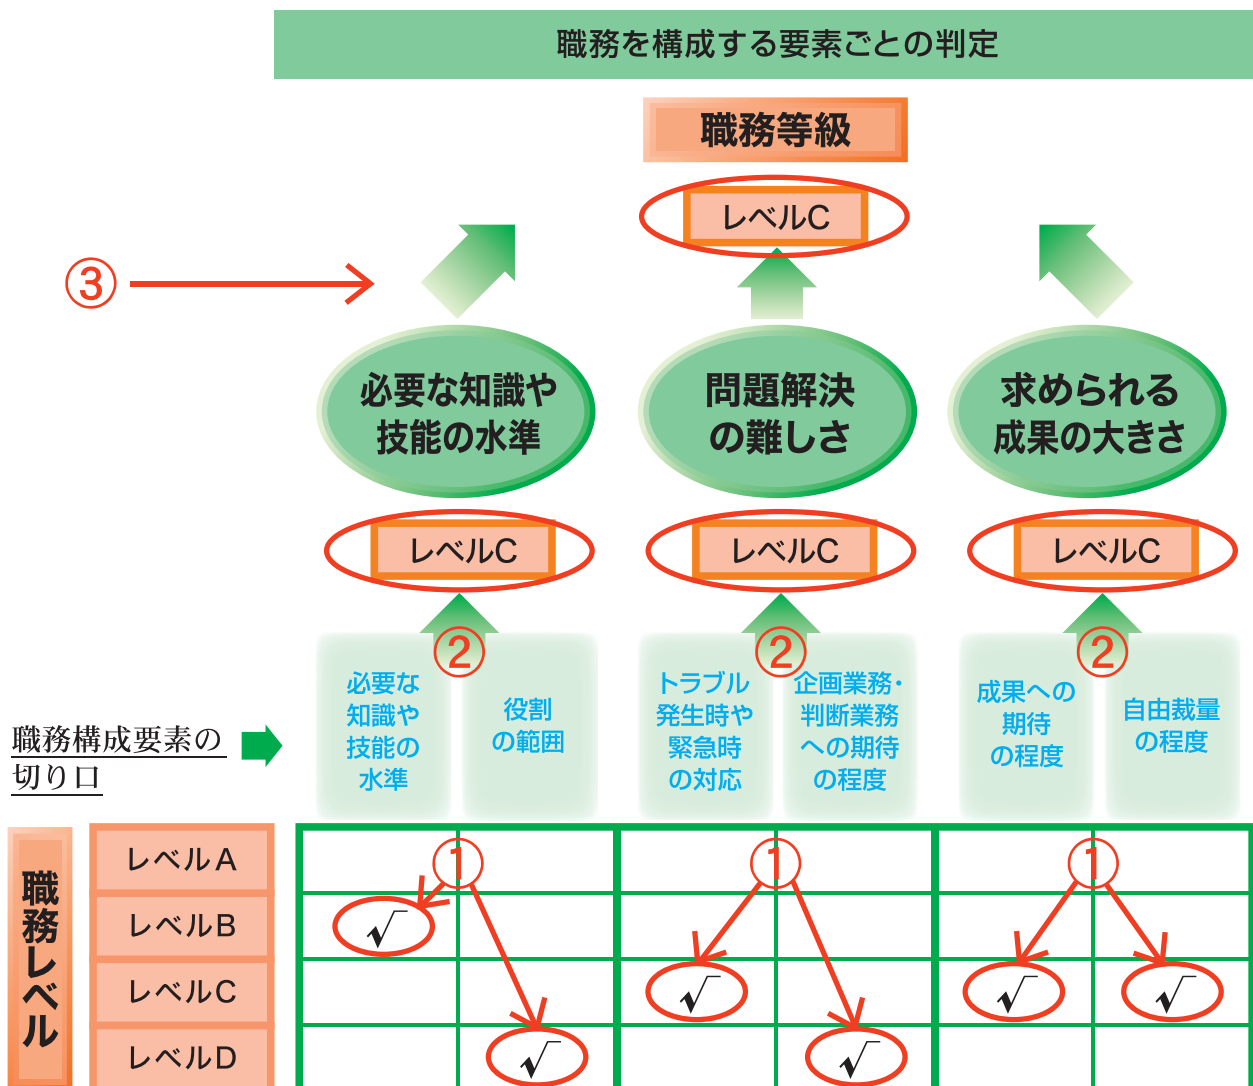 職務を構成する要素ごとの判定
職務等級
レベルC
③
必要な知識や
技能の水準
問題解決
の難しさ
求められる
成果の大きさ
レベルC
レベルC
レベルC
②
②
②
必要な
知識や
技能の
水準
役割
の範囲
トラブル
発生時や
緊急時
の対応
企画業務・
判断業務
への期待
の程度
成果への
期待
の程度
自由裁量
の程度
職務構成要素の
切り口
職務レベル
レベルA
レベルB
レベルC
レベルD
①
①
①
√
√
√
√
√
√